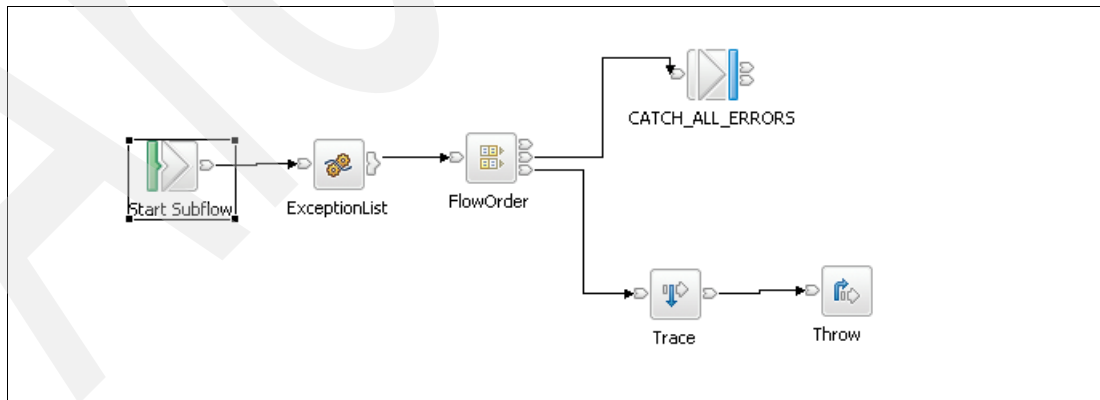 CATCH_ALL_ERRORS
Start Subflow
ExceptionList
FlowOrder
Trace
Throw